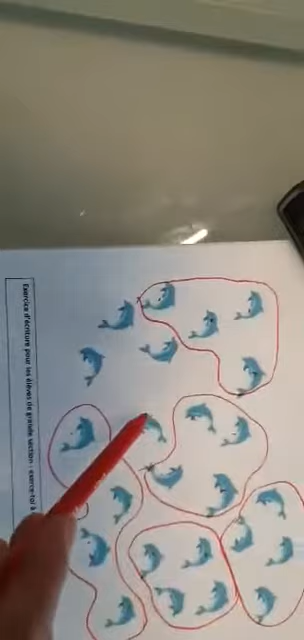 Exercice d'écriture pour les élèves de grande section : exerce-toi à